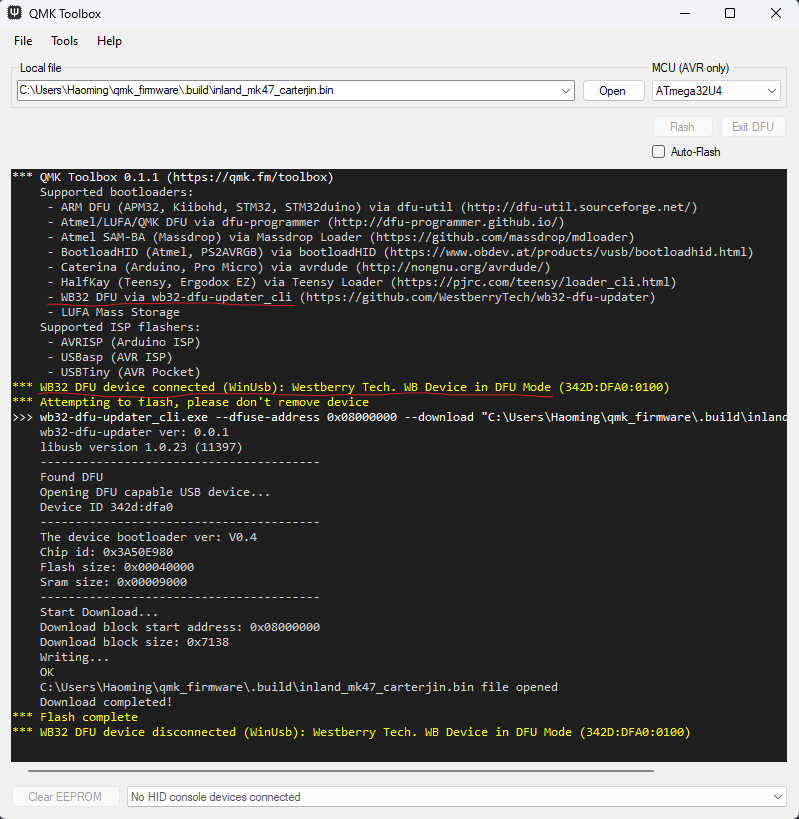 QMK Toolbox
File Tools Help
Local file
MCU (AVR only)
C:\Users\Haoming\qmk_firmware\.build\inland_mk47_carterjin.bin
Open
ATmega32U4
Flash
Exit DFU
Auto-Flash
*** QMK Toolbox 0.1.1 (https://qmk.fm/toolbox)
Supported bootloaders:
- ARM DFU (APM32, Kiibohd, STM32, STM32duino) via dfu-util (http://dfu-util.sourceforge.net/)
- Atmel/LUFA/QMK DFU via dfu-programmer (http://dfu-programmer.github.io/)
- Atmel SAM-BA (Massdrop) via Massdrop Loader (https://github.com/massdrop/mdloader)
- BootloadHID (Atmel, PS2AVRGB) via bootloadHID (https://www.obdev.at/products/vusb/bootloadhid.html)
- Caterina (Arduino, Pro Micro) via avrdude (http://nongnu.org/avrdude/)
- HalfKay (Teensy, Ergodox EZ) via Teensy Loader (https://pjrc.com/teensy/loader_cli.html)
- WB32 DFU via wb32-dfu-updater_cli (https://github.com/WestberryTech/wb32-dfu-updater)
- LUFA Mass Storage
Supported ISP flashers:
- AVRISP (Arduino ISP)
- USBasp (AVR ISP)
- USBTiny (AVR Pocket)
*** WB32 DFU device connected (WinUsb): Westberry Tech. WB Device in DFU Mode (342D:DFA0:0100)
*** Attempting to flash, please don't remove device
>>> wb32-dfu-updater_cli.exe --dfuse-address 0x08000000 --download "C:\Users\Haoming\qmk_firmware\.build\inland
wb32-dfu-updater ver: 0.0.1
libusb version 1.0.23 (11397)
----------------------------------------
Found DFU
Opening DFU capable USB device...
Device ID 342d:dfa0
----------------------------------------
The device bootloader ver: V0.4
Chip id: 0x3A50E980
Flash size: 0x00040000
Sram size: 0x00009000
----------------------------------------
Start Download...
Download block start address: 0x08000000
Download block size: 0x7138
Writing...
OK
C:\Users\Haoming\qmk_firmware\.build\inland_mk47_carterjin.bin file opened
Download completed!
*** Flash complete
*** WB32 DFU device disconnected (WinUsb): Westberry Tech. WB Device in DFU Mode (342D:DFA0:0100)
Clear EEPROM
No HID console devices connected